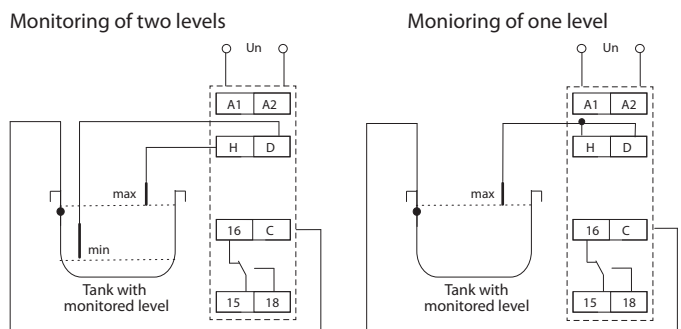 Monitoring of two levels
Un
A1 A2
H D
max
min
16 C
Tank with
monitored level
15 18
Monioring of one level
Un
A1 A2
H D
max
16 C
Tank with
monitored level
15 18